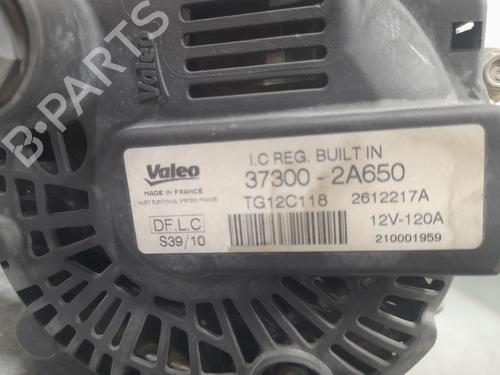 B-PARTS
Valeo
Valeo
I.C REG. BUILT IN
37300 - 2A650
MADE IN FRANCE
VALEO ELECTRICAL SYSTEM FRANCE
TG12C118 2612217A
DF.L.C
12V-120A
S39/10
210001959